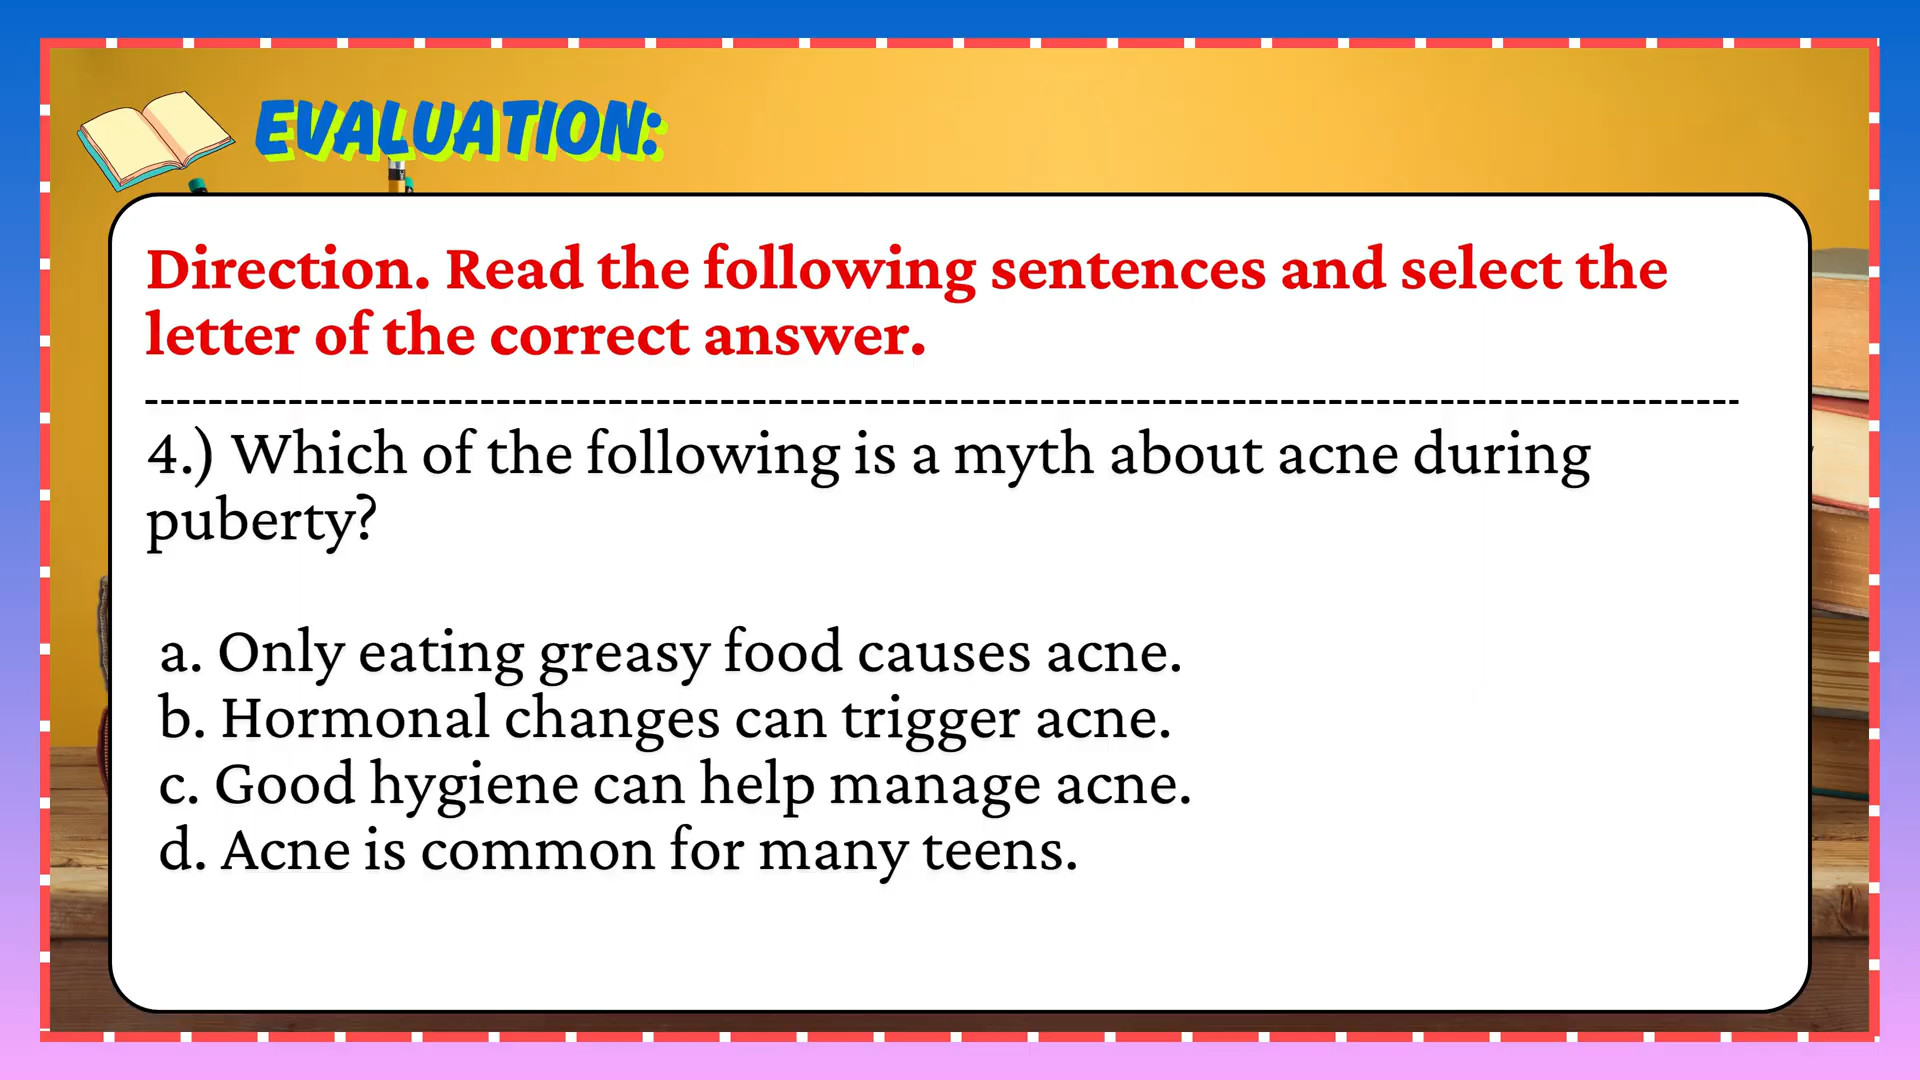 EVALUATION:
Direction. Read the following sentences and select the
letter of the correct answer.
4.) Which of the following is a myth about acne during
puberty?
a. Only eating greasy food causes acne.
b. Hormonal changes can trigger acne.
c. Good hygiene can help manage acne.
d. Acne is common for many teens.